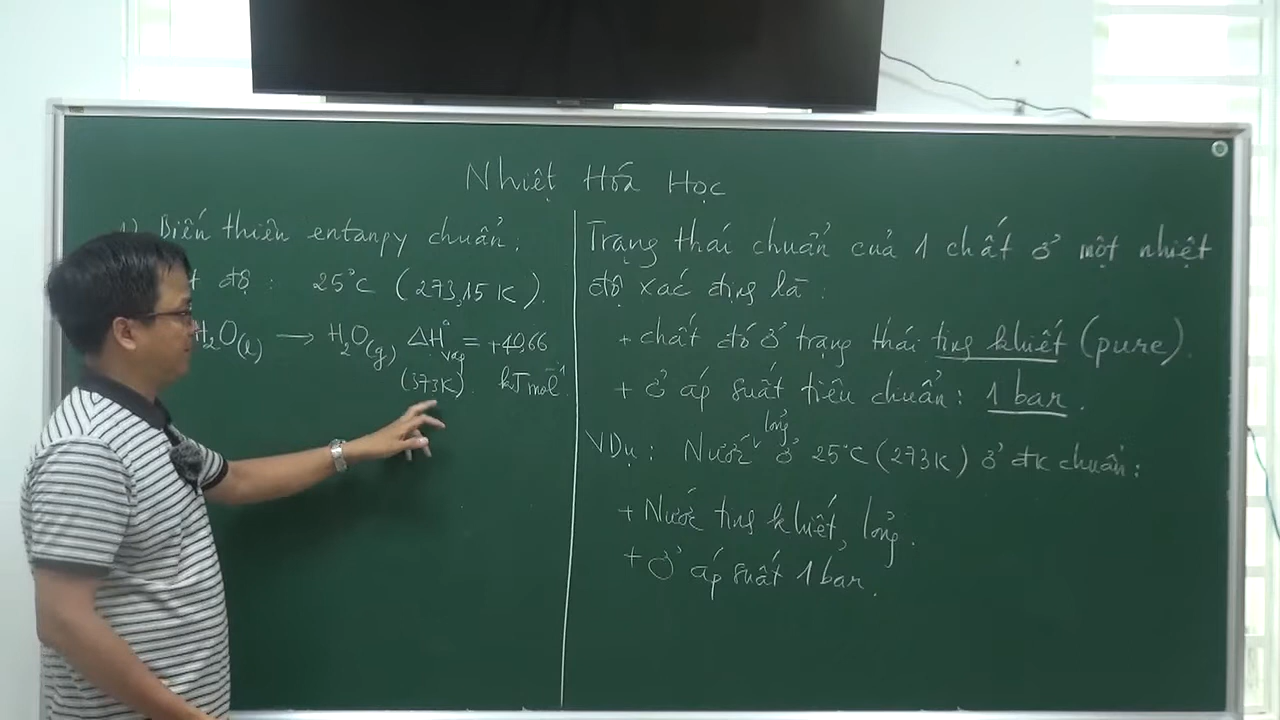 Nhiệt Hoá Học
1) Biến thiên entanpy chuẩn:
độ : 25°C (273,15 K).
H₂O(l) ⟶ H₂O(g) ΔH°vap = +40,66
(373K). kJ mol⁻¹.
Trạng thái chuẩn của 1 chất ở một nhiệt
độ xác định là :
+ chất đó ở trạng thái tinh khiết (pure).
+ Ở áp suất tiêu chuẩn: 1 bar.
VDụ : Nước lỏng ở 25°C (273K) ở đk chuẩn:
+ Nước tinh khiết, lỏng.
+ Ở áp suất 1 bar.